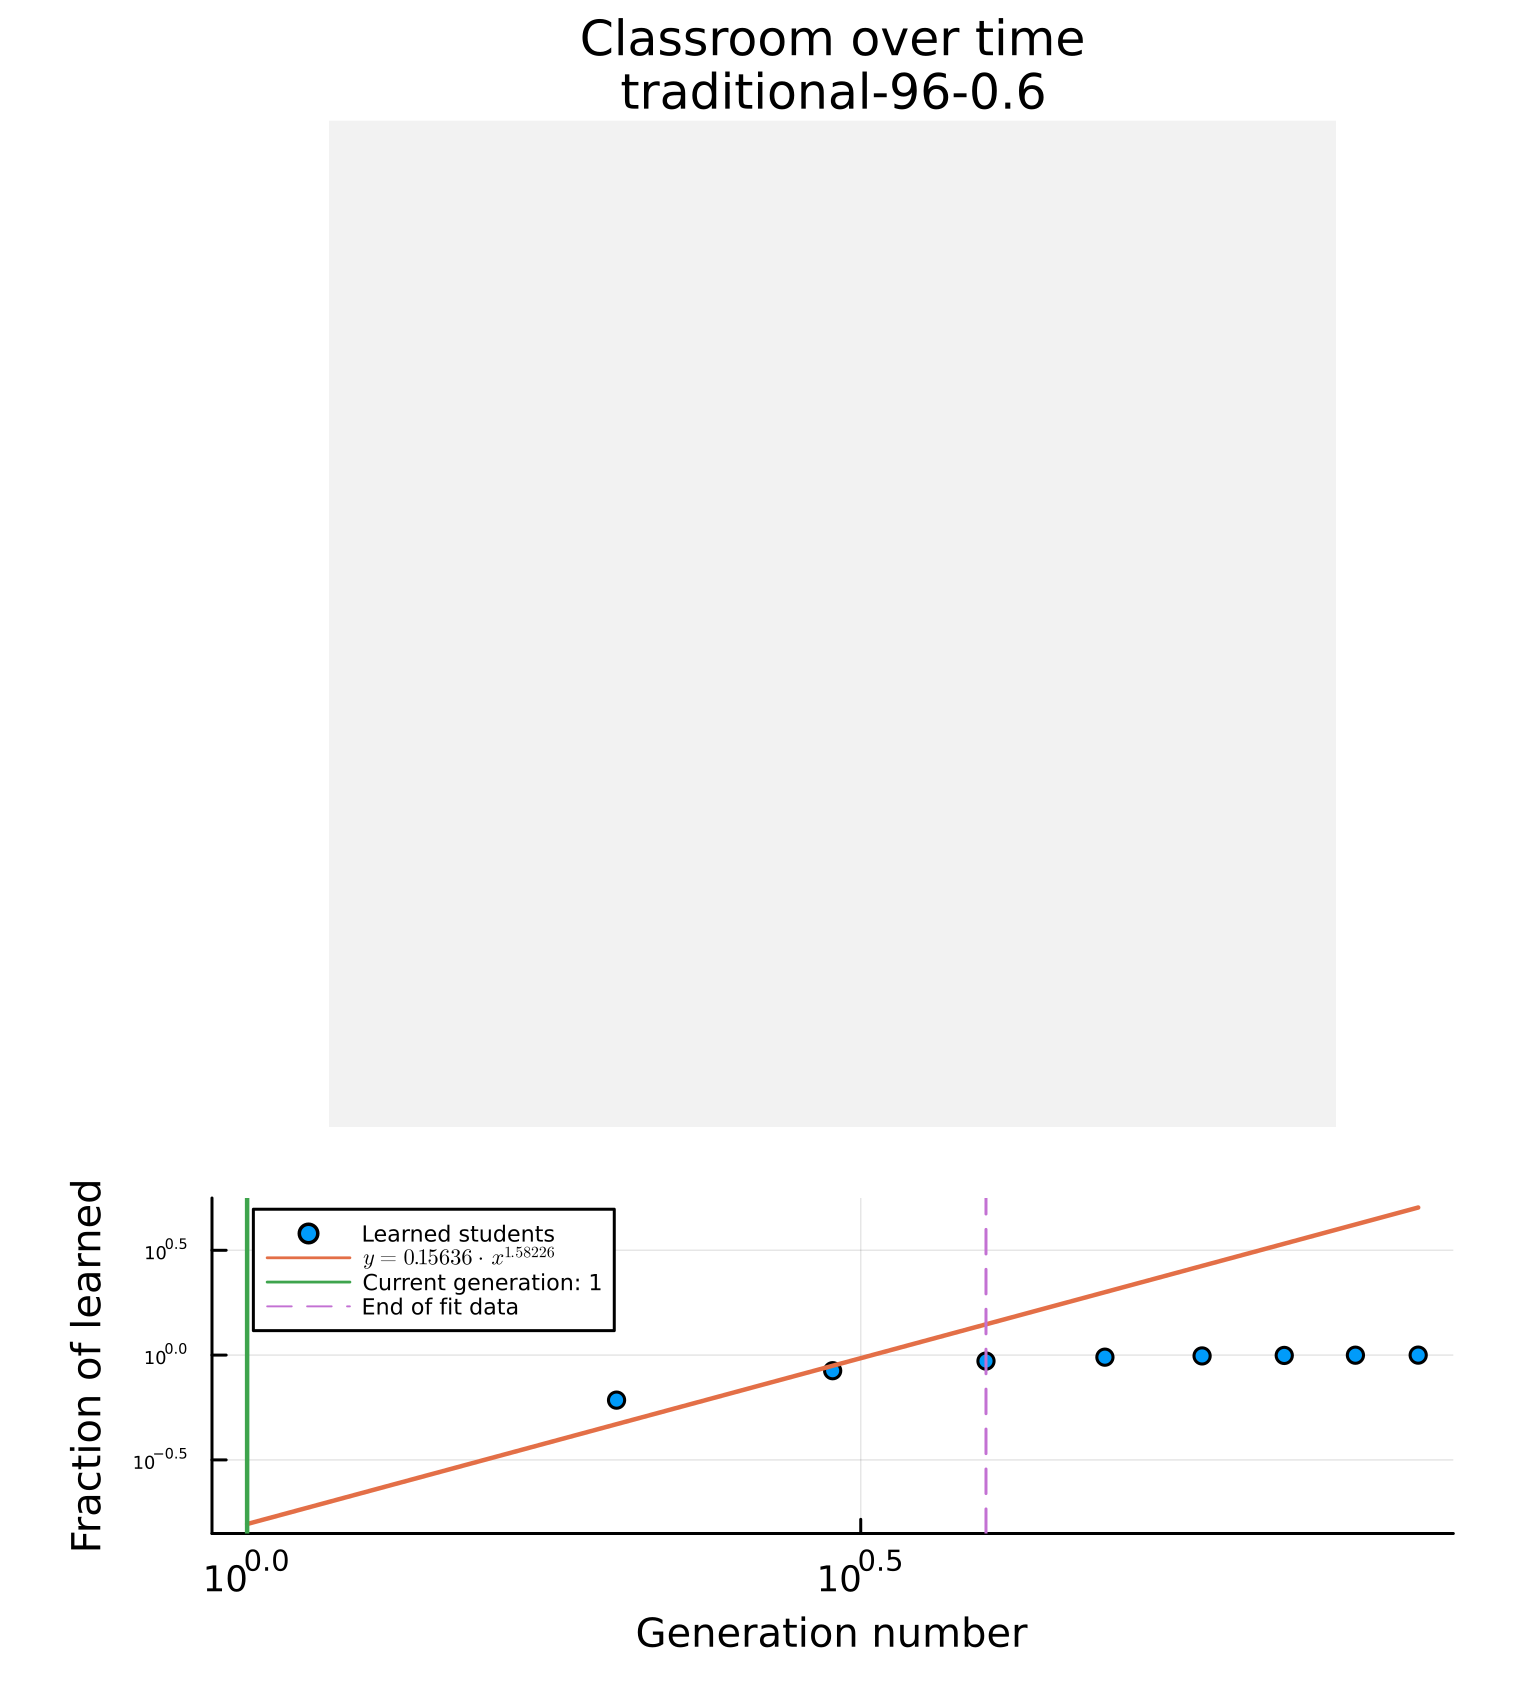 Classroom over time
traditional-96-0.6
Fraction of learned
10^0.5
10^0.0
10^−0.5
Learned students
y = 0.15636 · x^1.58226
Current generation: 1
End of fit data
10^0.0
10^0.5
Generation number